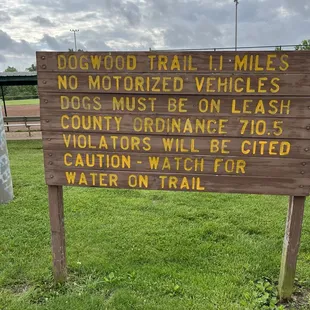 DOGWOOD TRAIL 1.1 MILES
NO MOTORIZED VEHICLES
DOGS MUST BE ON LEASH
COUNTY ORDINANCE 710.5
VIOLATORS WILL BE CITED
CAUTION - WATCH FOR
WATER ON TRAIL